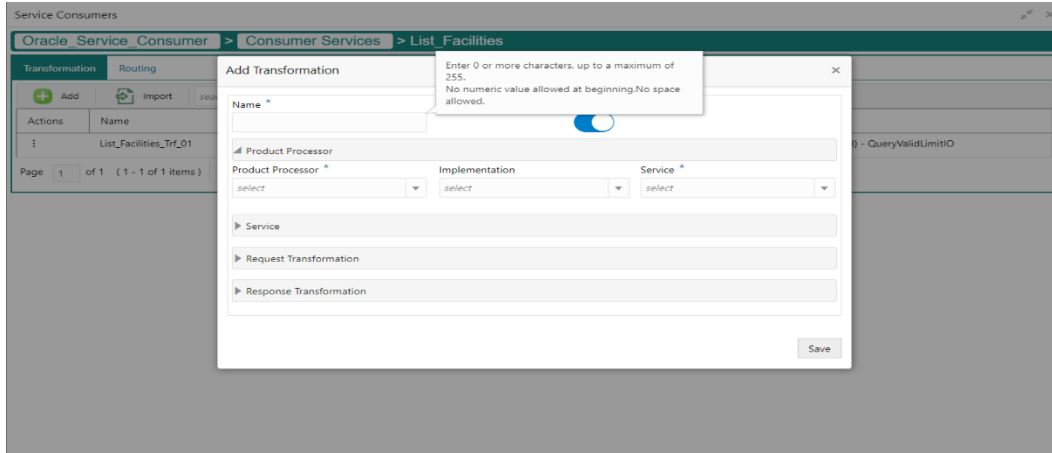 Service Consumers
Oracle_Service_Consumer > Consumer Services > List_Facilities
Transformation Routing
Add Transformation
Enter 0 or more characters. up to a maximum of
255.
No numeric value allowed at beginning.No space
allowed.
Add Import sea
Name *
Actions Name
List_Facilities_Trf_01
) - QueryValidLimitIO
Product Processor
Page 1 of 1 ( 1 - 1 of 1 items )
Product Processor * Implementation Service *
select select select
Service
Request Transformation
Response Transformation
Save